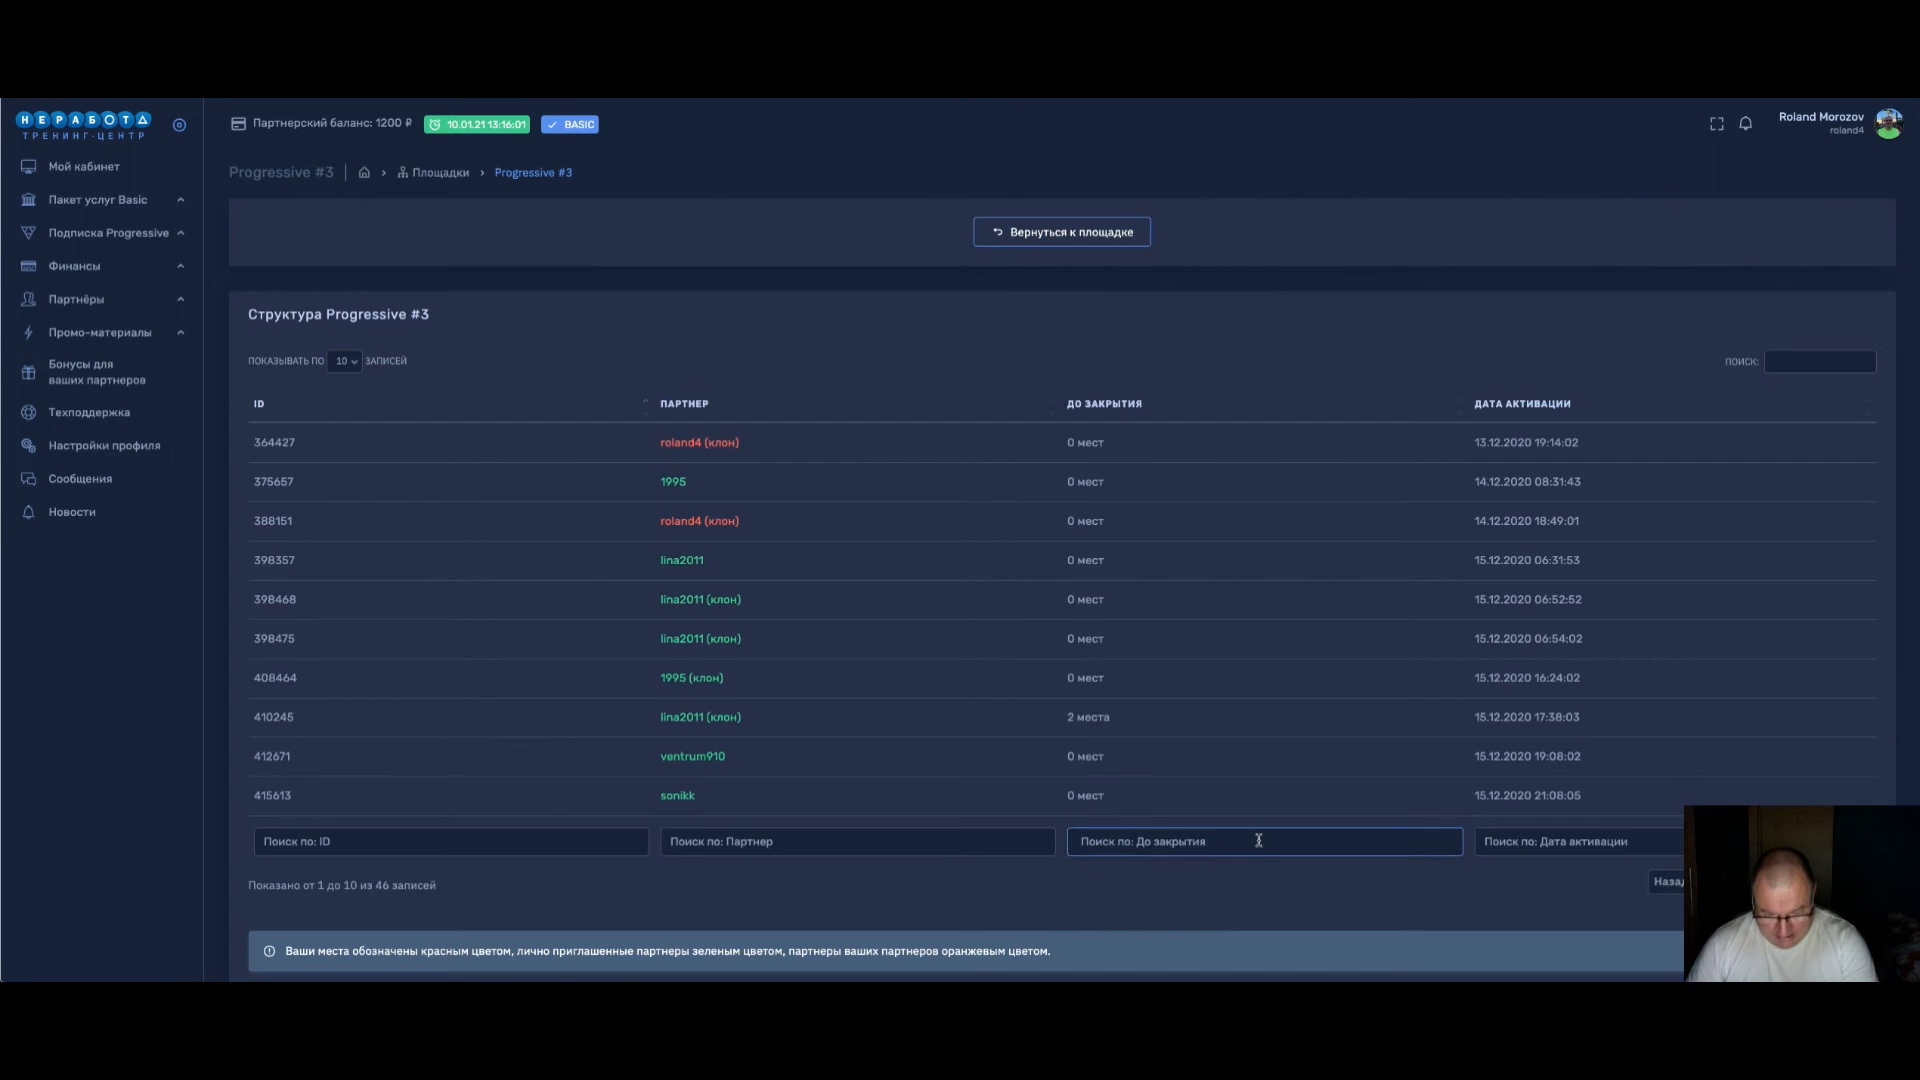 НЕРАБОТА
ТРЕНИНГ-ЦЕНТР
Партнерский баланс: 1200 ₽
10.01.21 13:16:01
BASIC
Roland Morozov
roland4
Мой кабинет
Пакет услуг Basic
Подписка Progressive
Финансы
Партнёры
Промо-материалы
Бонусы для
ваших партнеров
Техподдержка
Настройки профиля
Сообщения
Новости
Progressive #3
Площадки
Progressive #3
Вернуться к площадке
Структура Progressive #3
ПОКАЗЫВАТЬ ПО 10 ЗАПИСЕЙ
ПОИСК:
ID ПАРТНЕР ДО ЗАКРЫТИЯ ДАТА АКТИВАЦИИ
364427 roland4 (клон) 0 мест 13.12.2020 19:14:02
375657 1995 0 мест 14.12.2020 08:31:43
388151 roland4 (клон) 0 мест 14.12.2020 18:49:01
398357 lina2011 0 мест 15.12.2020 06:31:53
398468 lina2011 (клон) 0 мест 15.12.2020 06:52:52
398475 lina2011 (клон) 0 мест 15.12.2020 06:54:02
408464 1995 (клон) 0 мест 15.12.2020 16:24:02
410245 lina2011 (клон) 2 места 15.12.2020 17:38:03
412671 ventrum910 0 мест 15.12.2020 19:08:02
415613 sonikk 0 мест 15.12.2020 21:08:05
Поиск по: ID Поиск по: Партнер Поиск по: До закрытия Поиск по: Дата активации
Показано от 1 до 10 из 46 записей
Ваши места обозначены красным цветом, лично приглашенные партнеры зеленым цветом, партнеры ваших партнеров оранжевым цветом.